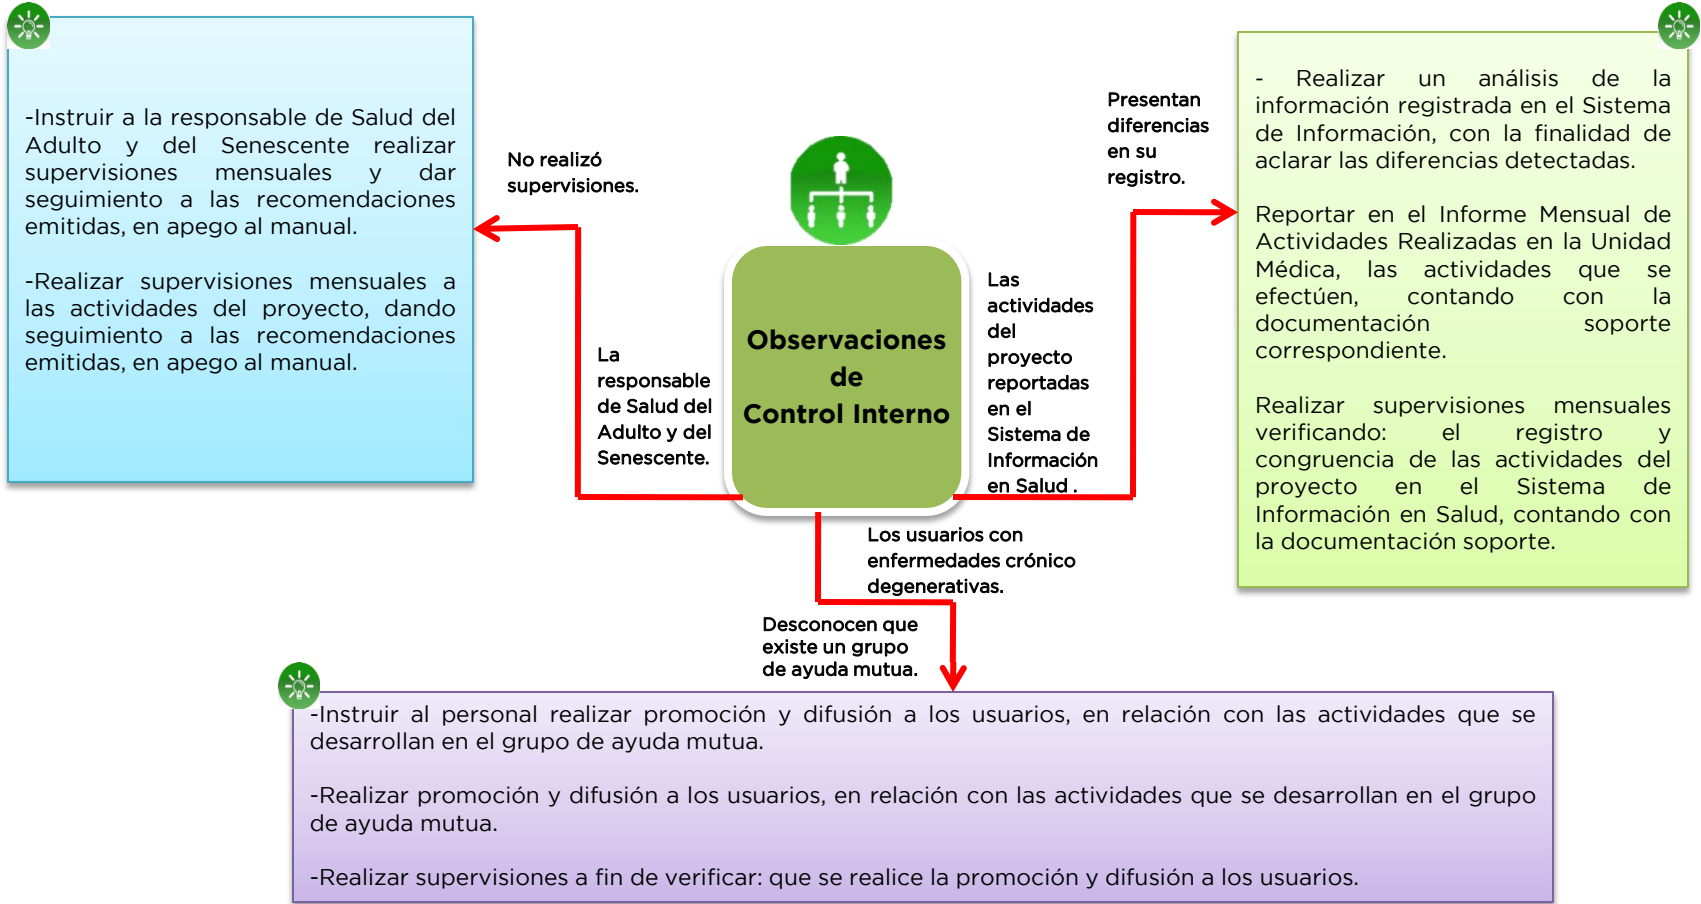 -Instruir a la responsable de Salud del
Adulto y del Senescente realizar
supervisiones mensuales y dar
seguimiento a las recomendaciones
emitidas, en apego al manual.
-Realizar supervisiones mensuales a
las actividades del proyecto, dando
seguimiento a las recomendaciones
emitidas, en apego al manual.
No realizó
supervisiones.
La
responsable
de Salud del
Adulto y del
Senescente.
Observaciones
de
Control Interno
Las
actividades
del
proyecto
reportadas
en el
Sistema de
Información
en Salud .
Presentan
diferencias
en su
registro.
- Realizar un análisis de la
información registrada en el Sistema
de Información, con la finalidad de
aclarar las diferencias detectadas.
Reportar en el Informe Mensual de
Actividades Realizadas en la Unidad
Médica, las actividades que se
efectúen, contando con la
documentación soporte
correspondiente.
Realizar supervisiones mensuales
verificando: el registro y
congruencia de las actividades del
proyecto en el Sistema de
Información en Salud, contando con
la documentación soporte.
Los usuarios con
enfermedades crónico
degenerativas.
Desconocen que
existe un grupo
de ayuda mutua.
-Instruir al personal realizar promoción y difusión a los usuarios, en relación con las actividades que se
desarrollan en el grupo de ayuda mutua.
-Realizar promoción y difusión a los usuarios, en relación con las actividades que se desarrollan en el grupo
de ayuda mutua.
-Realizar supervisiones a fin de verificar: que se realice la promoción y difusión a los usuarios.